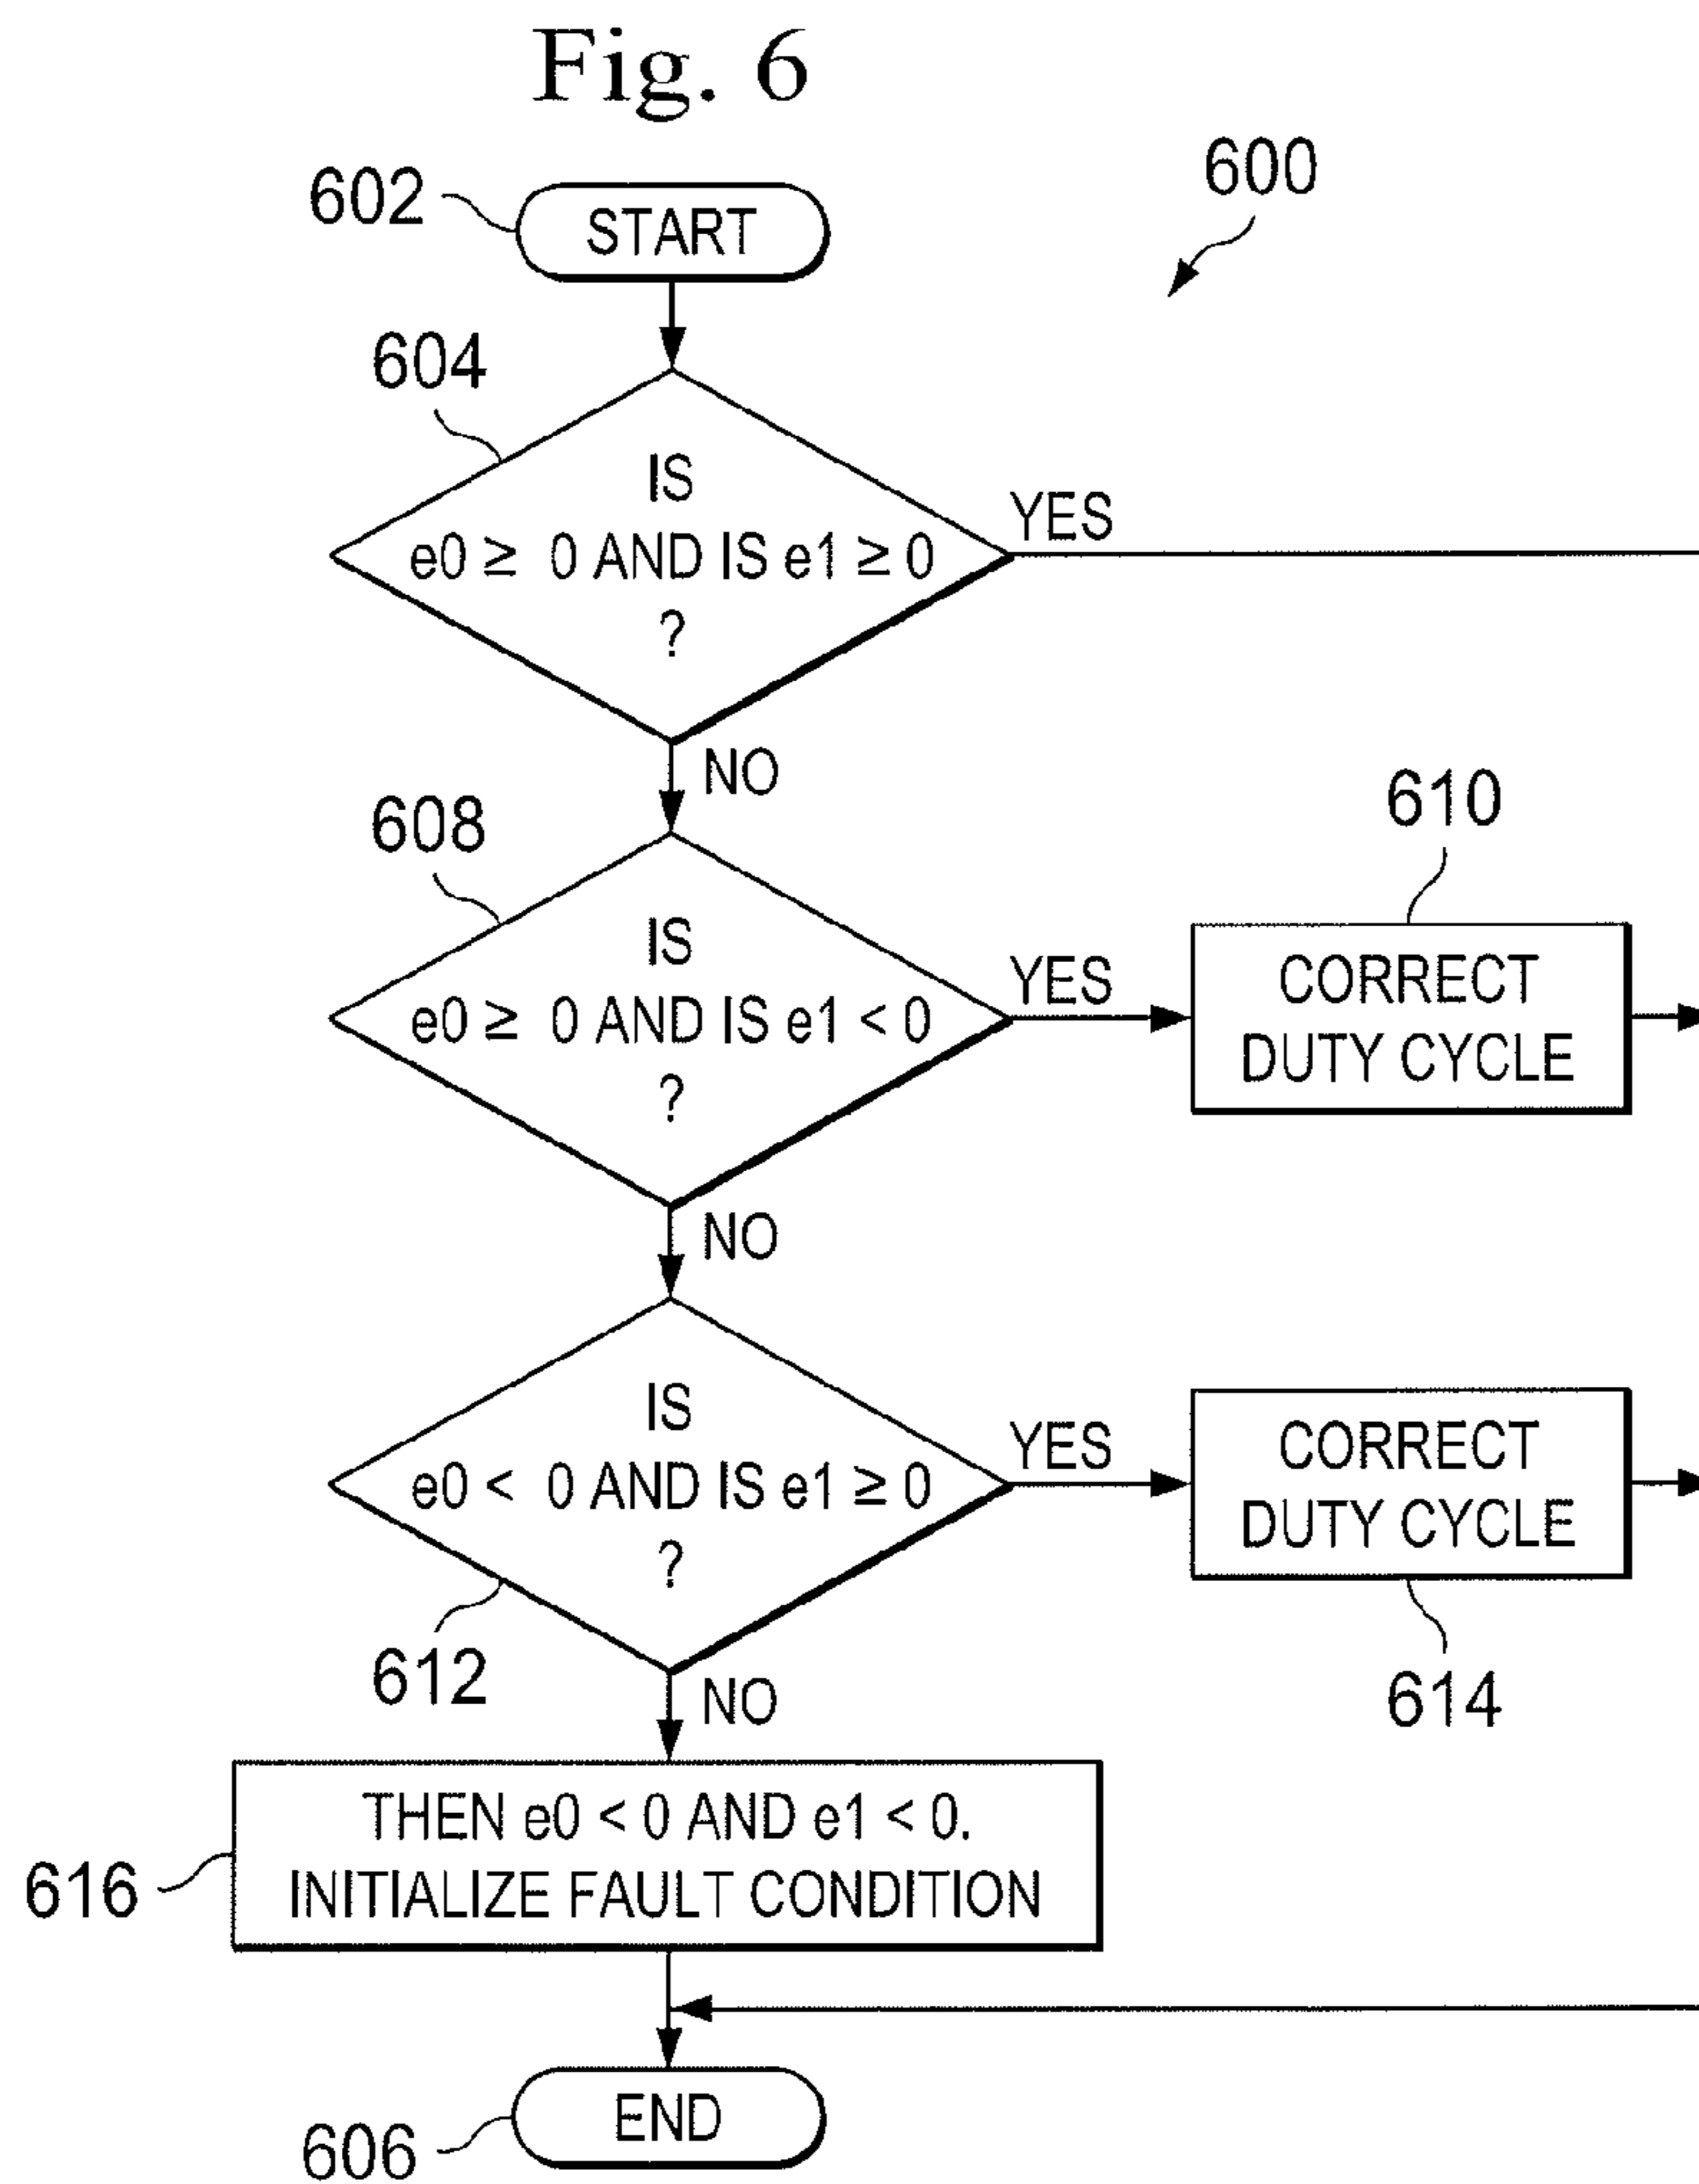 Fig. 6
600
602
START
604
IS
e0 ≥ 0 AND IS e1 ≥ 0
?
YES
NO
608
IS
e0 ≥ 0 AND IS e1 < 0
?
YES
610
CORRECT
DUTY CYCLE
NO
IS
e0 < 0 AND IS e1 ≥ 0
?
YES
CORRECT
DUTY CYCLE
612
614
NO
THEN e0 < 0 AND e1 < 0.
INITIALIZE FAULT CONDITION
616
END
606